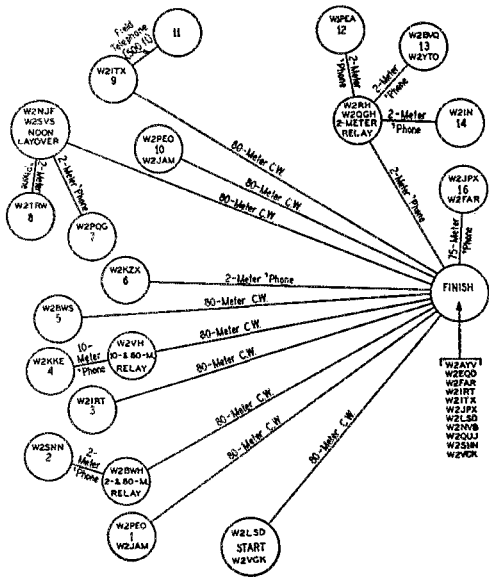 11
Field
Telephone
(500 ft)
W2ITX
9
W2PEA
12
W2BVQ
13
W2YTO
2-Meter
'Phone
2-Meter
'Phone
W2RH
W2QGH
2-METER
RELAY
2-Meter
'Phone
W2IN
14
W2NJF
W2SVS
NOON
LAYOVER
W2PEO
10
W2JAM
80-Meter C.W.
80-Meter C.W.
80-Meter C.W.
2-Meter 'Phone
W2JPX
16
W2FAR
75-Meter
'Phone
2-Meter
'Phone
2-Meter 'Phone
W2TRW
8
W2PQG
7
W2KZX
6
2-Meter 'Phone
FINISH
W2BWS
5
80-Meter C.W.
10-
Meter
'Phone
W2VH
10-& 80-M.
RELAY
80-Meter C.W.
W2KKE
4
W2IRT
3
80-Meter C.W.
W2AYV
W2EQD
W2FAR
W2IRT
W2ITX
W2JPX
W2LSD
W2NVB
W2QUJ
W2SHN
W2VGK
W2SHN
2
2-
Meter
'Phone
W2BWH
2-& 80-M.
RELAY
80-Meter C.W.
80-Meter C.W.
80-Meter C.W.
W2PEO
1
W2JAM
W2LSD
START
W2VGK